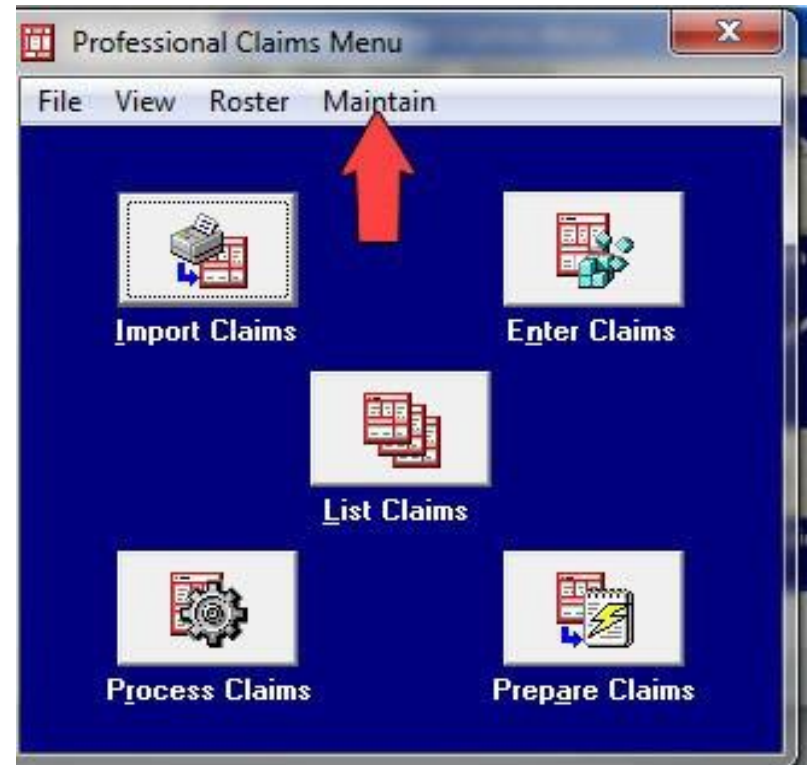 Professional Claims Menu
File View Roster Maintain
Import Claims
Enter Claims
List Claims
Process Claims
Prepare Claims